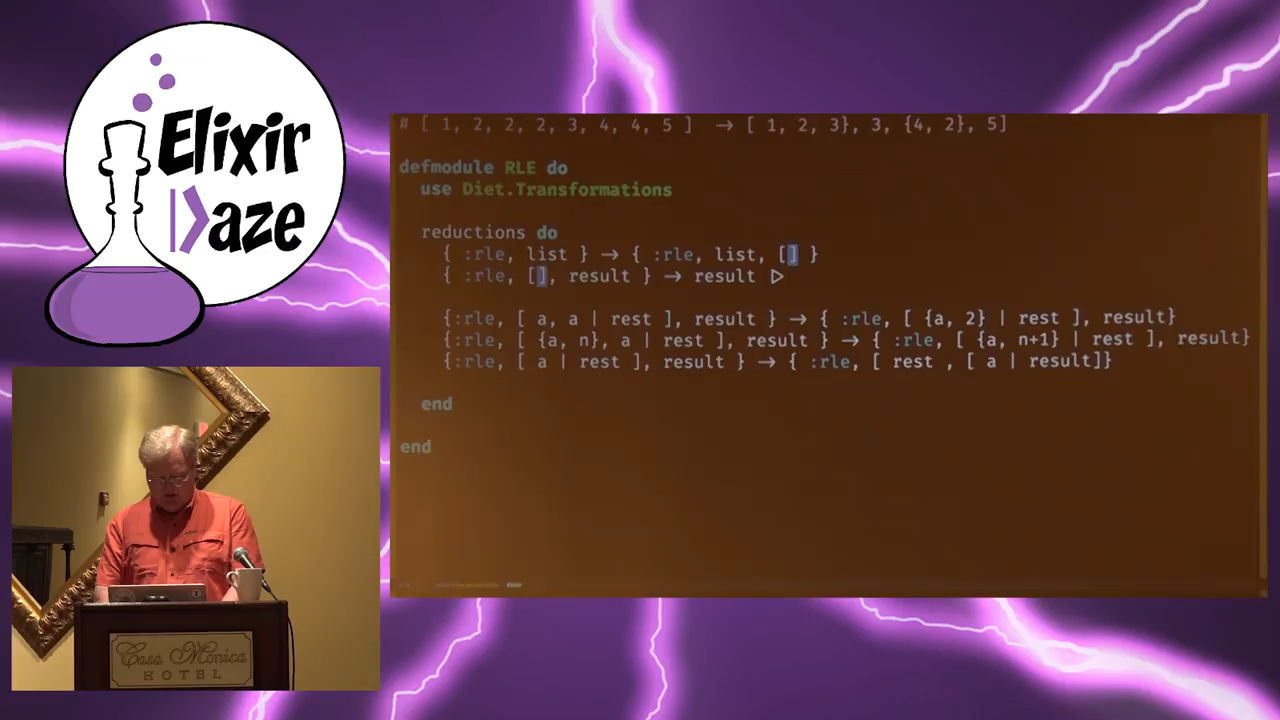 Elixir
Daze
# [ 1, 2, 2, 2, 3, 4, 4, 5 ] → [ 1, 2, 3}, 3, {4, 2}, 5]
defmodule RLE do
use Diet.Transformations
reductions do
{ :rle, list } → { :rle, list, [] }
{ :rle, [], result } → result ▷
{:rle, [ a, a | rest ], result } → { :rle, [ {a, 2} | rest ], result}
{:rle, [ {a, n}, a | rest ], result } → { :rle, [ {a, n+1} | rest ], result}
{:rle, [ a | rest ], result } → { :rle, [ rest , [ a | result]}
end
end
Casa Monica
HOTEL